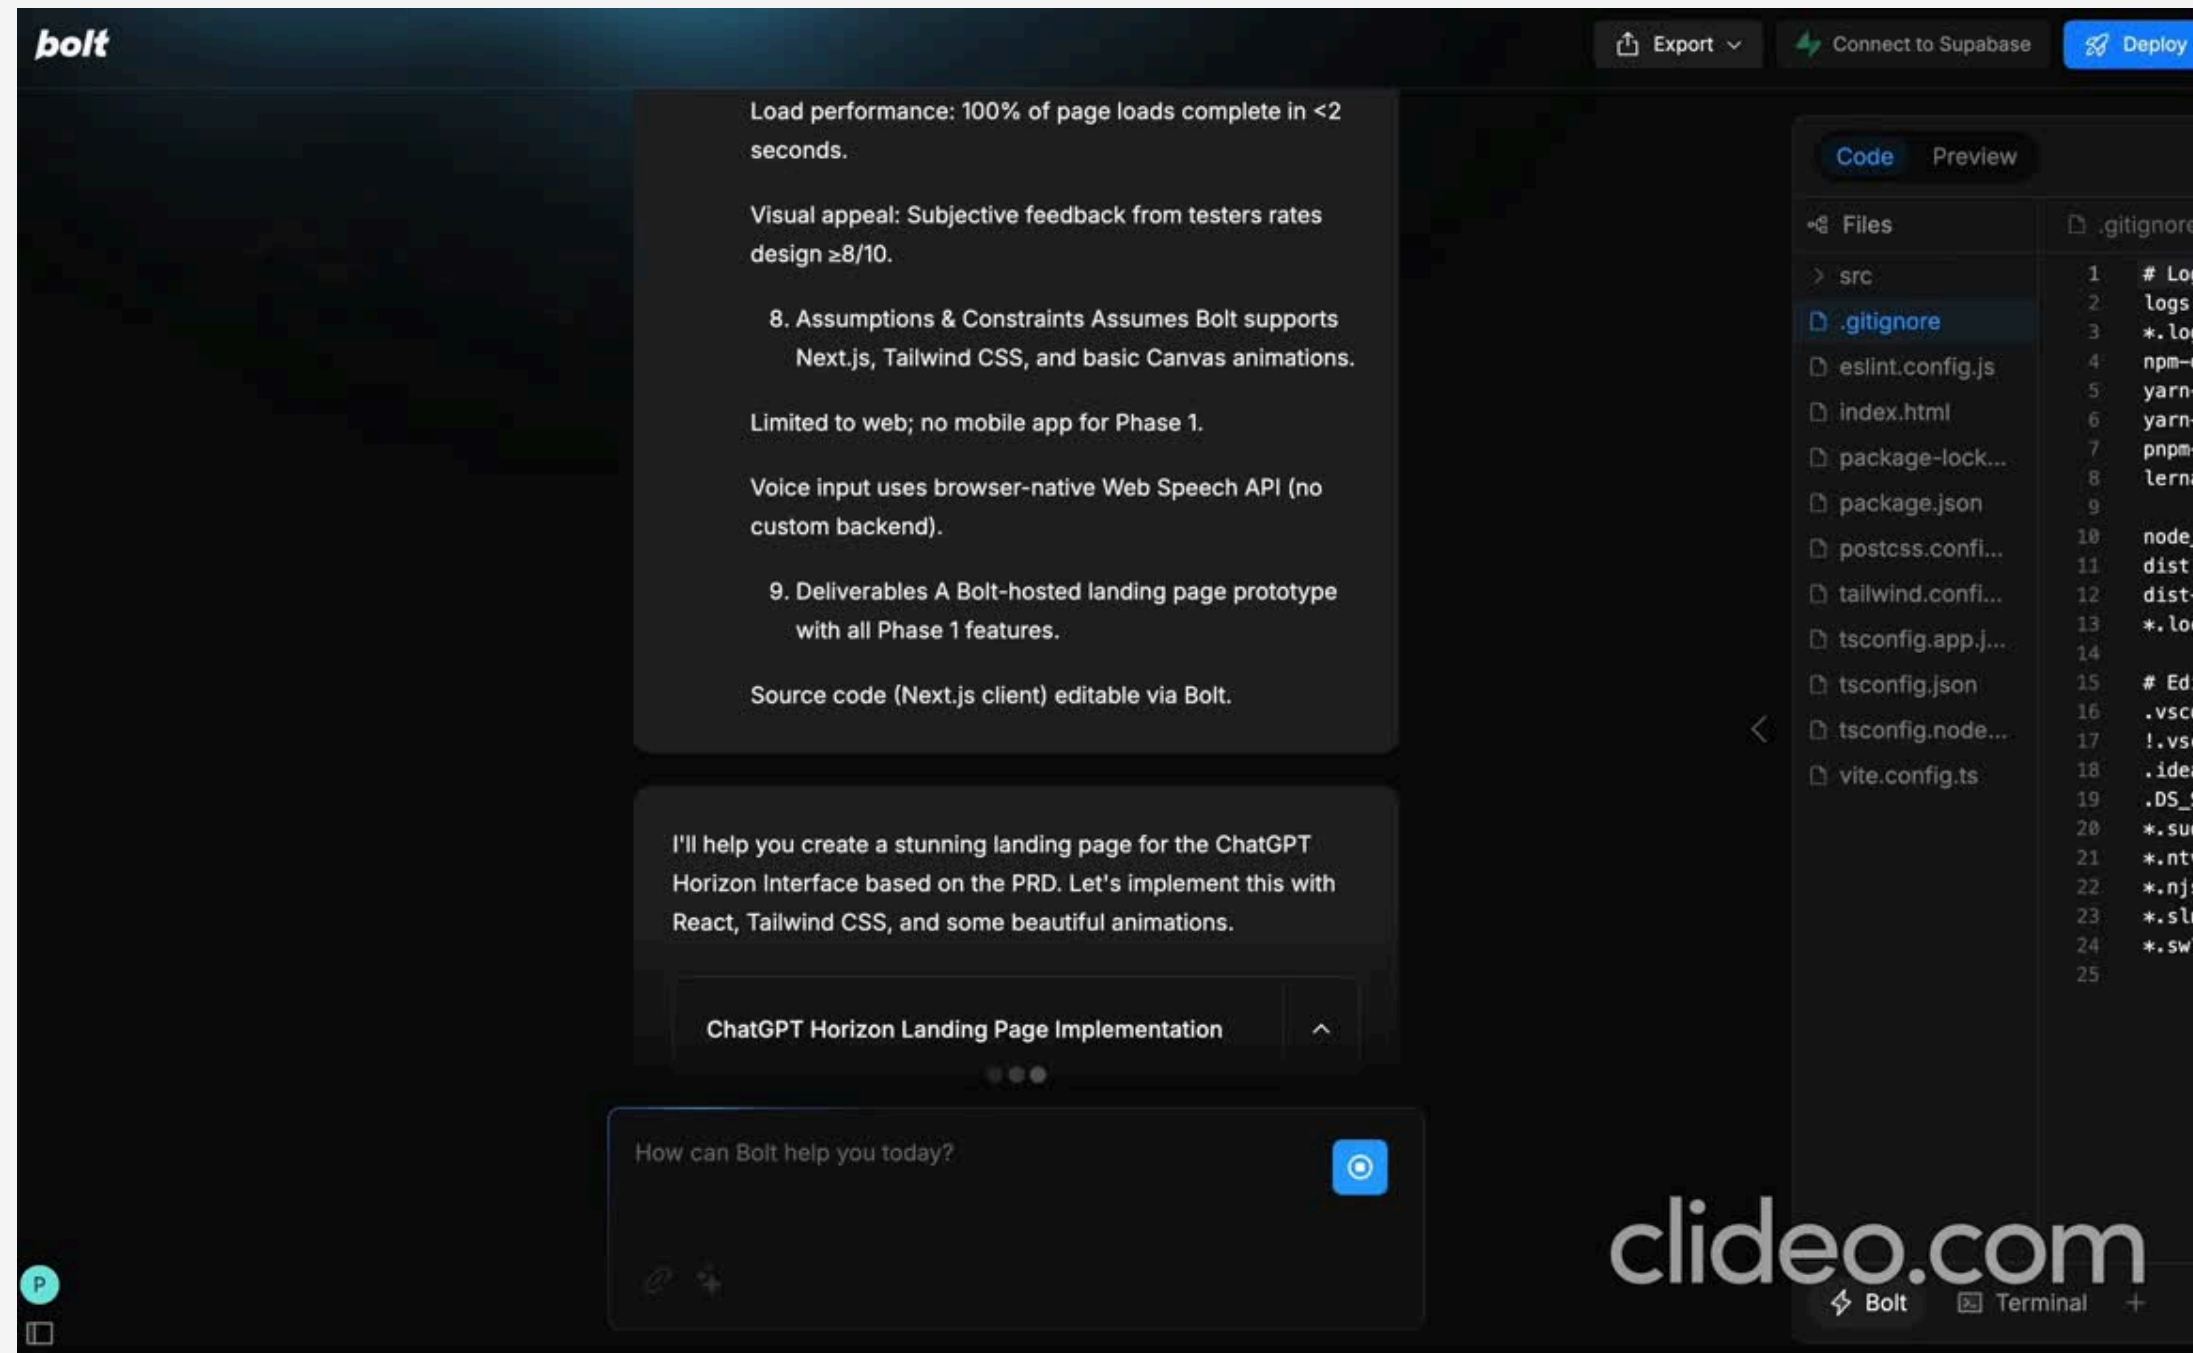 bolt
Export
Connect to Supabase
Deploy
Load performance: 100% of page loads complete in <2
seconds.
Visual appeal: Subjective feedback from testers rates
design ≥8/10.
8. Assumptions & Constraints Assumes Bolt supports
Next.js, Tailwind CSS, and basic Canvas animations.
Limited to web; no mobile app for Phase 1.
Voice input uses browser-native Web Speech API (no
custom backend).
9. Deliverables A Bolt-hosted landing page prototype
with all Phase 1 features.
Source code (Next.js client) editable via Bolt.
I'll help you create a stunning landing page for the ChatGPT
Horizon Interface based on the PRD. Let's implement this with
React, Tailwind CSS, and some beautiful animations.
ChatGPT Horizon Landing Page Implementation
How can Bolt help you today?
P
Code Preview
Files
src
.gitignore
eslint.config.js
index.html
package-lock...
package.json
postcss.confi...
tailwind.confi...
tsconfig.app.j...
tsconfig.json
tsconfig.node...
vite.config.ts
.gitignore
1 #
2 logs
3
4
5
6
7
8
9
10
11 dist
12
13
14
15 #
16
17
18
19
20
21
22
23
24
25
clideo.com
Bolt
Terminal